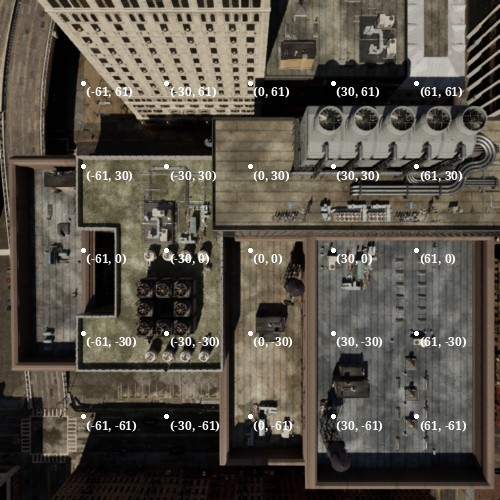 (-61, 61) (-30, 61) (0, 61) (30, 61) (61, 61)
(-61, 30) (-30, 30) (0, 30) (30, 30) (61, 30)
(-61, 0) (-30, 0) (0, 0) (30, 0) (61, 0)
(-61, -30) (-30, -30) (0, -30) (30, -30) (61, -30)
(-61, -61) (-30, -61) (0, -61) (30, -61) (61, -61)